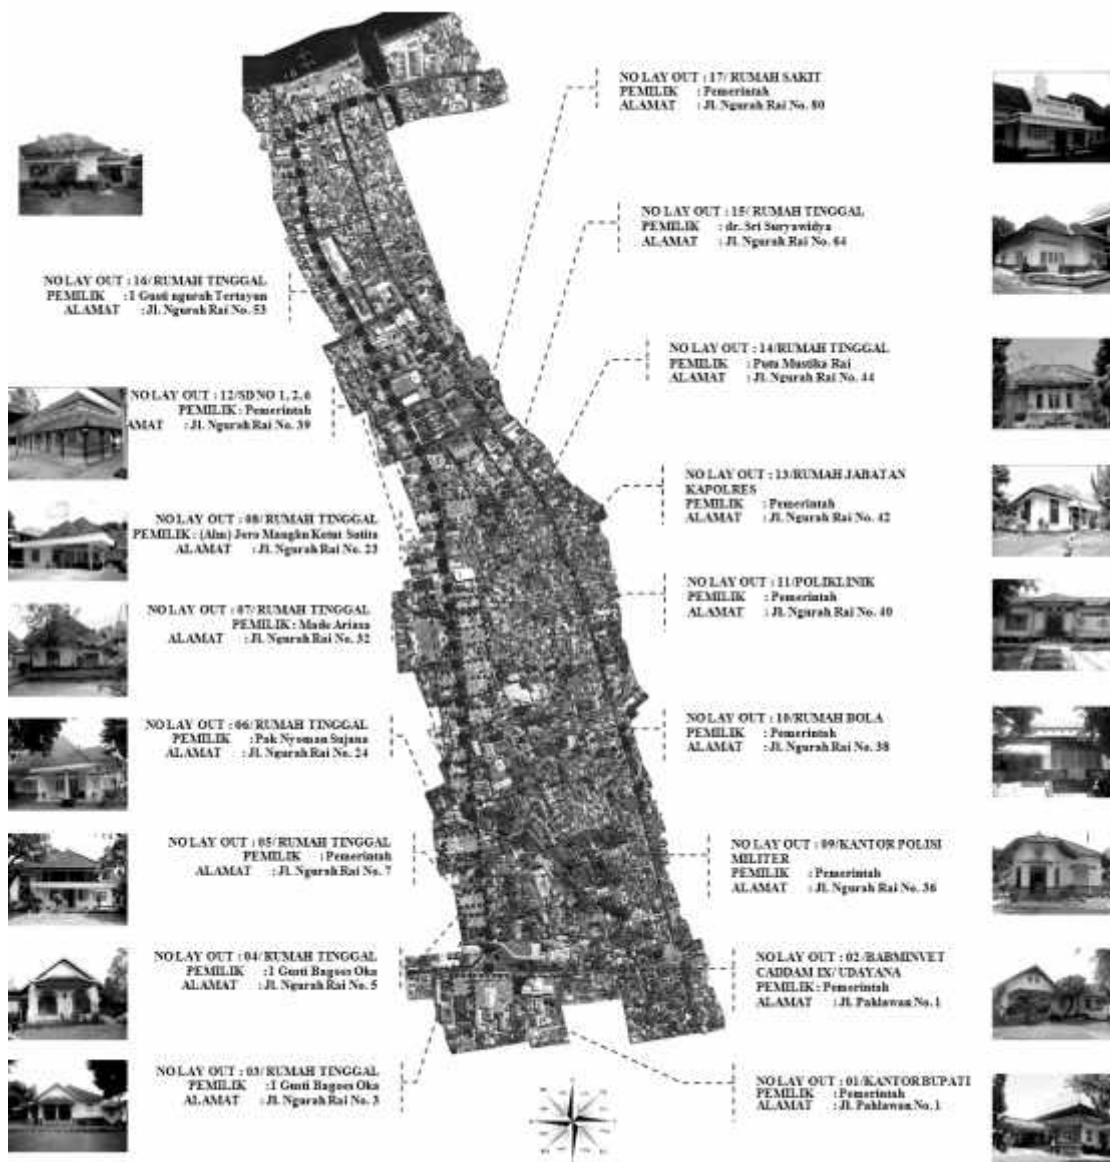 NO LAY OUT : 17/ RUMAH SAKIT
PEMILIK : Pemerintah
ALAMAT : Jl. Ngurah Rai No. 80
NO LAY OUT : 15/RUMAH TINGGAL
PEMILIK : dr. Sri Suryawidya
ALAMAT : Jl. Ngurah Rai No. 64
NO LAY OUT : 16/RUMAH TINGGAL
PEMILIK : I Gusti ngurah Tertayan
ALAMAT : Jl. Ngurah Rai No. 53
NO LAY OUT : 14/RUMAH TINGGAL
PEMILIK : Putu Mustika Rai
ALAMAT : Jl. Ngurah Rai No. 44
NO LAY OUT : 12/SD NO 1, 2, 6
PEMILIK : Pemerintah
AMAT : Jl. Ngurah Rai No. 39
NO LAY OUT : 13/RUMAH JABATAN
KAPOLRES
PEMILIK : Pemerintah
ALAMAT : Jl. Ngurah Rai No. 42
NO LAY OUT : 08/ RUMAH TINGGAL
PEMILIK : (Alm) Jero Mangku Ketut Sutita
ALAMAT : Jl. Ngurah Rai No. 23
NO LAY OUT : 11/POLIKLINIK
PEMILIK : Pemerintah
ALAMAT : Jl. Ngurah Rai No. 40
NO LAY OUT : 07/ RUMAH TINGGAL
PEMILIK : Made Ariana
ALAMAT : Jl. Ngurah Rai No. 32
NO LAY OUT : 06/ RUMAH TINGGAL
PEMILIK : Pak Nyoman Sujana
ALAMAT : Jl. Ngurah Rai No. 24
NO LAY OUT : 10/RUMAH BOLA
PEMILIK : Pemerintah
ALAMAT : Jl. Ngurah Rai No. 38
NO LAY OUT : 05/ RUMAH TINGGAL
PEMILIK : Pemerintah
ALAMAT : Jl. Ngurah Rai No. 7
NO LAY OUT : 09/KANTOR POLISI
MILITER
PEMILIK : Pemerintah
ALAMAT : Jl. Ngurah Rai No. 36
NO LAY OUT : 04/ RUMAH TINGGAL
PEMILIK : I Gusti Bagoes Oka
ALAMAT : Jl. Ngurah Rai No. 5
NO LAY OUT : 02/BABMINVET
CADDAM IX/ UDAYANA
PEMILIK : Pemerintah
ALAMAT : Jl. Pahlawan No. 1
NO LAY OUT : 03/ RUMAH TINGGAL
PEMILIK : I Gusti Bagoes Oka
ALAMAT : Jl. Ngurah Rai No. 3
NO LAY OUT : 01/KANTOR BUPATI
PEMILIK : Pemerintah
ALAMAT : Jl. Pahlawan No. 1